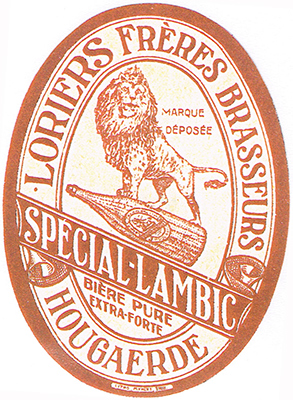 LORIERS FRÈRES BRASSEURS
MARQUE
DÉPOSÉE
SPECIAL-LAMBIC
BIÈRE PURE
EXTRA-FORTE
HOUGAERDE